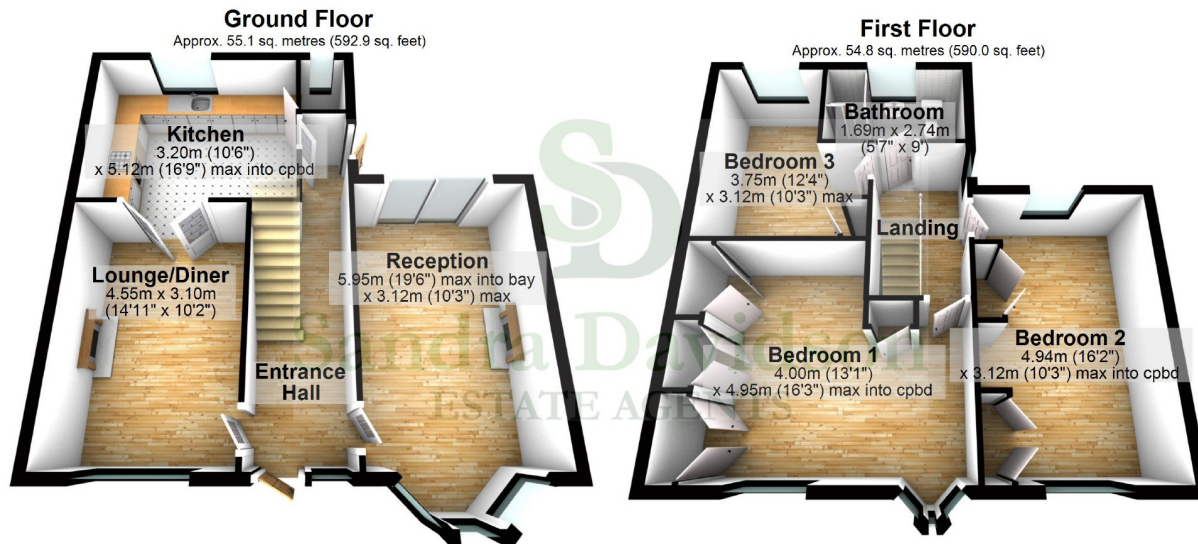 Ground Floor
Approx. 55.1 sq. metres (592.9 sq. feet)
Kitchen
3.20m (10'6")
x 5.12m (16'9") max into cpbd
Lounge/Diner
4.55m x 3.10m
(14'11" x 10'2")
Reception
5.95m (19'6") max into bay
x 3.12m (10'3") max
Entrance
Hall
First Floor
Approx. 54.8 sq. metres (590.0 sq. feet)
Bathroom
1.69m x 2.74m
(5'7" x 9')
Bedroom 3
3.75m (12'4")
x 3.12m (10'3") max
Landing
Bedroom 1
4.00m (13'1")
x 4.95m (16'3") max into cpbd
Bedroom 2
4.94m (16'2")
x 3.12m (10'3") max into cpbd
SD
Sandra Davidson
ESTATE AGENTS